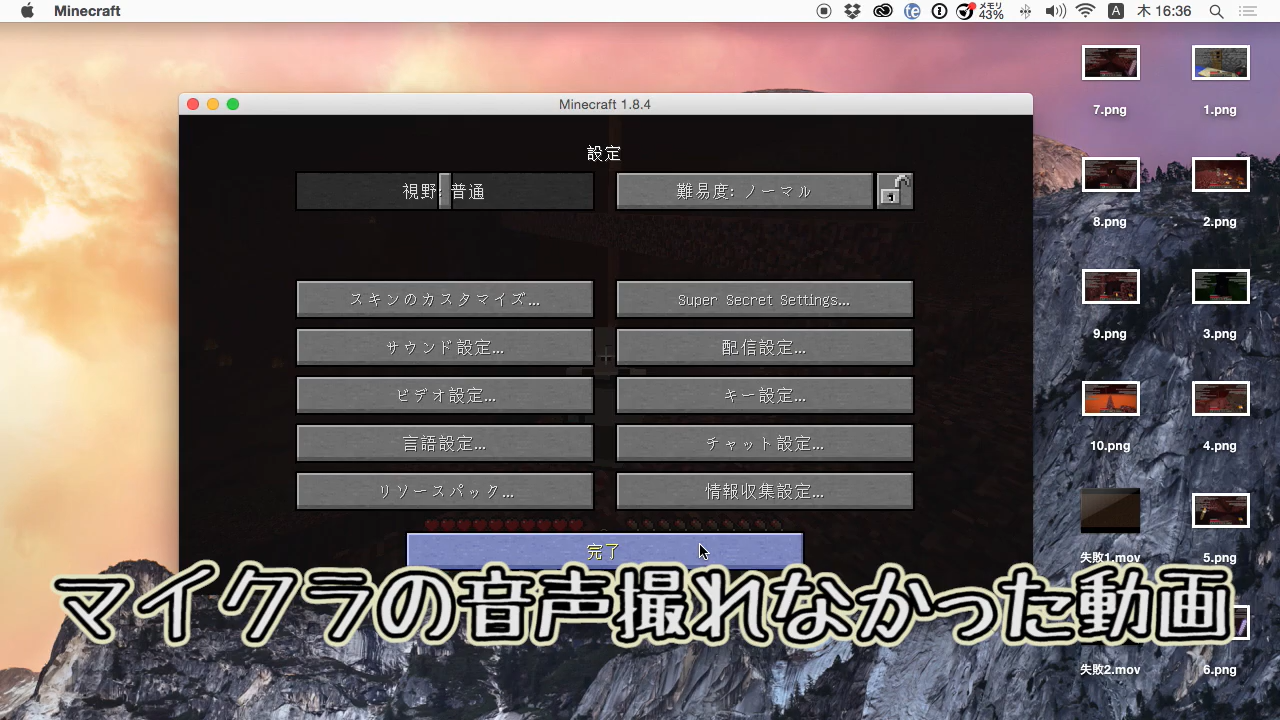 Minecraft
メモリ
43%
A
木 16:36
Minecraft 1.8.4
設定
視野: 普通
難易度: ノーマル
スキンのカスタマイズ...
Super Secret Settings...
サウンド設定...
配信設定...
ビデオ設定...
キー設定...
言語設定...
チャット設定...
リソースパック...
情報収集設定...
完了
7.png
1.png
8.png
2.png
9.png
3.png
10.png
4.png
失敗1.mov
5.png
マイクラの音声撮れなかった動画
失敗2.mov
6.png